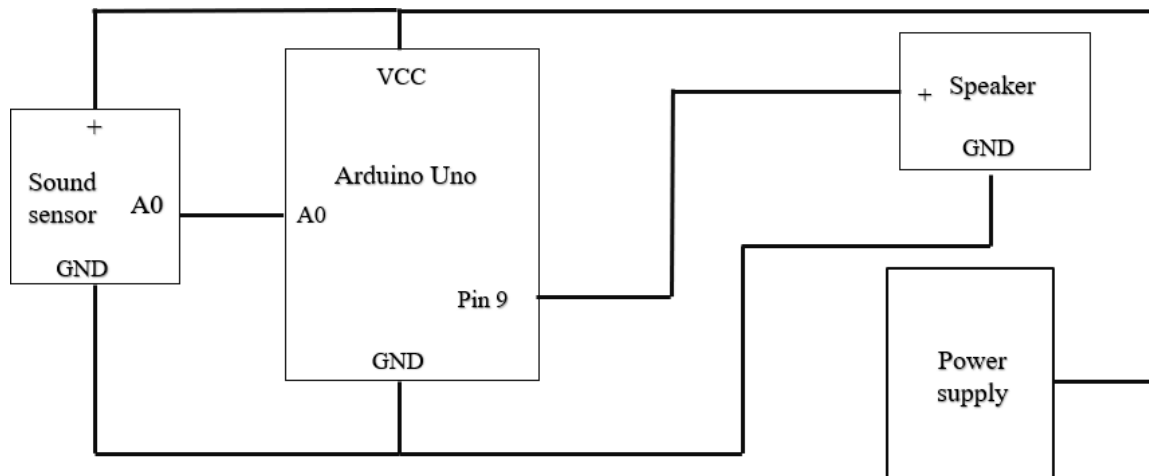 +
Sound
sensor
A0
GND
VCC
Arduino Uno
A0
Pin 9
GND
+ Speaker
GND
Power
supply